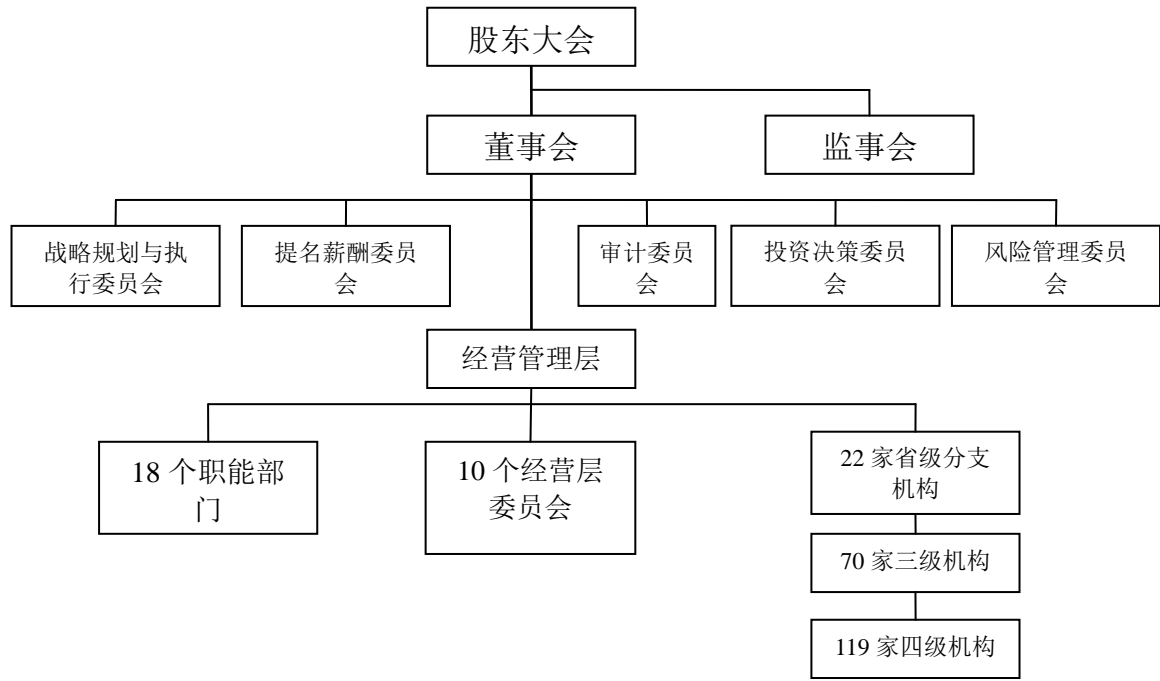 股东大会
董事会
监事会
战略规划与执
行委员会
提名薪酬委员
会
审计委员
会
投资决策委员
会
风险管理委员
会
经营管理层
18 个职能部
门
10 个经营层
委员会
22 家省级分支
机构
70 家三级机构
119 家四级机构